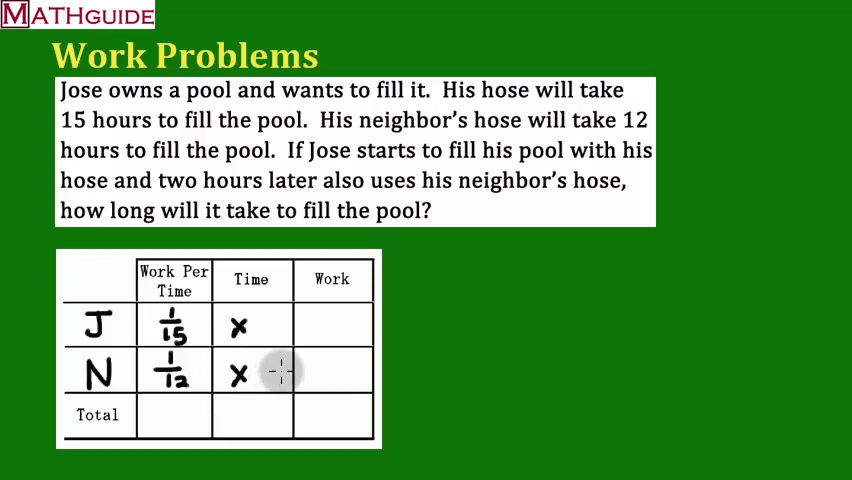 MATHGUIDE
Work Problems
Jose owns a pool and wants to fill it. His hose will take
15 hours to fill the pool. His neighbor's hose will take 12
hours to fill the pool. If Jose starts to fill his pool with his
hose and two hours later also uses his neighbor's hose,
how long will it take to fill the pool?
Work Per Time Time Work
J 1/15 x
N 1/12 x
Total